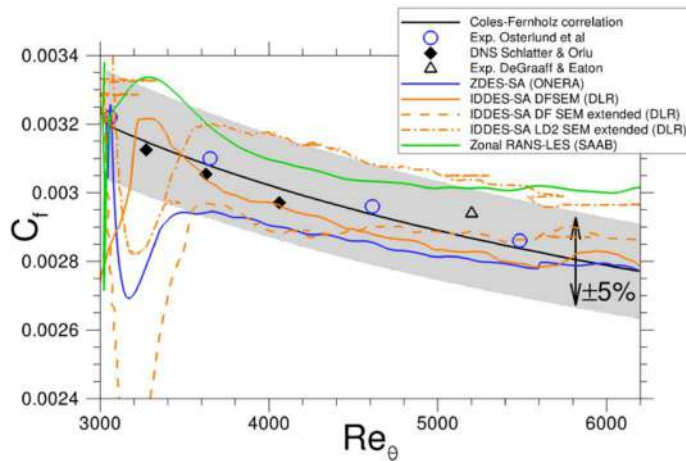 Coles-Fernholz correlation
Exp. Osterlund et al
DNS Schlatter & Orlu
Exp. DeGraaff & Eaton
ZDES-SA (ONERA)
IDDES-SA DFSEM (DLR)
IDDES-SA DF SEM extended (DLR)
IDDES-SA LD2 SEM extended (DLR)
Zonal RANS-LES (SAAB)
0.0034
0.0032
0.003
0.0028
0.0026
0.0024
C_f
±5%
3000 4000 5000 6000
Re_θ